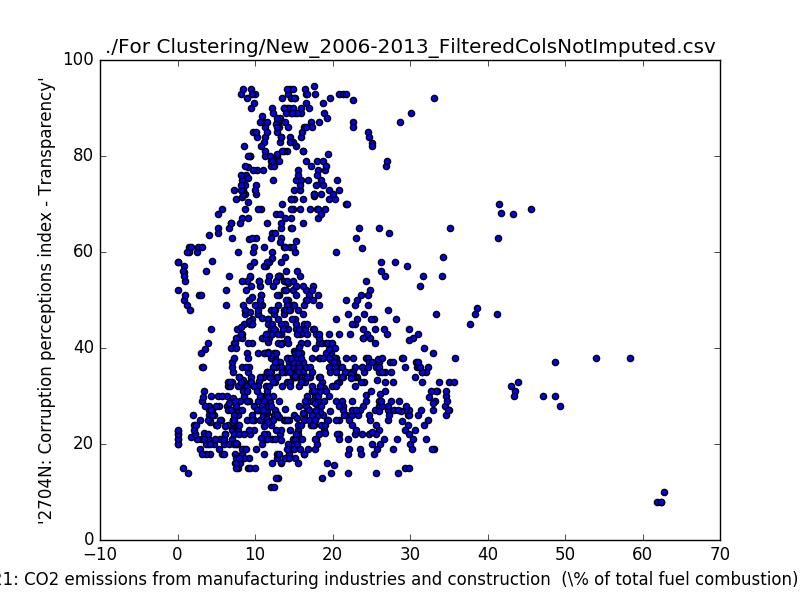 ./For Clustering/New_2006-2013_FilteredColsNotImputed.csv
'2704N: Corruption perceptions index - Transparency'
100
80
60
40
20
0
−10 0 10 20 30 40 50 60 70
21: CO2 emissions from manufacturing industries and construction (\% of total fuel combustion)